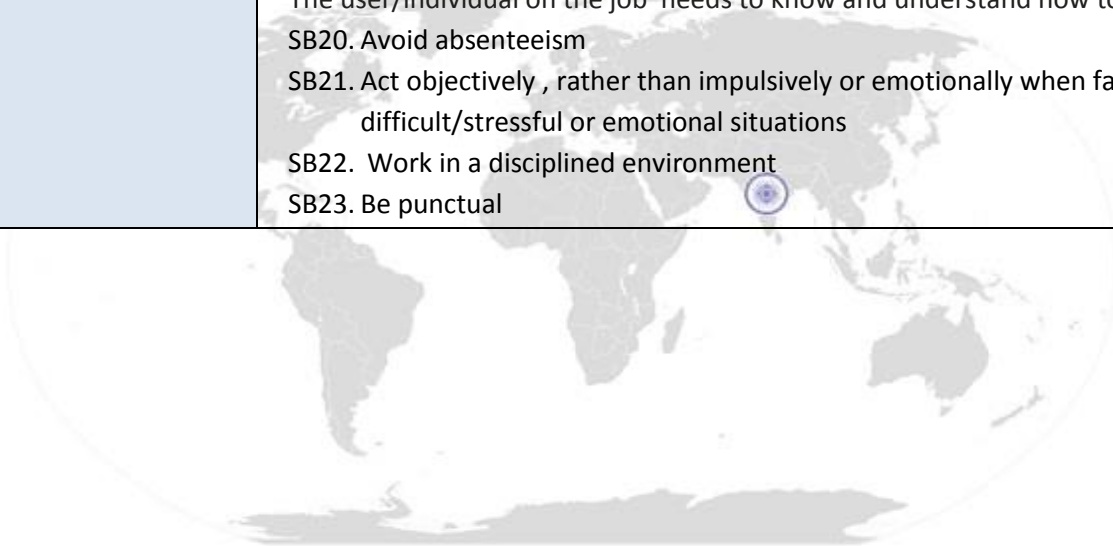 The user/individual on the job needs to know and understand how to
SB20. Avoid absenteeism
SB21. Act objectively , rather than impulsively or emotionally when fa
difficult/stressful or emotional situations
SB22. Work in a disciplined environment
SB23. Be punctual